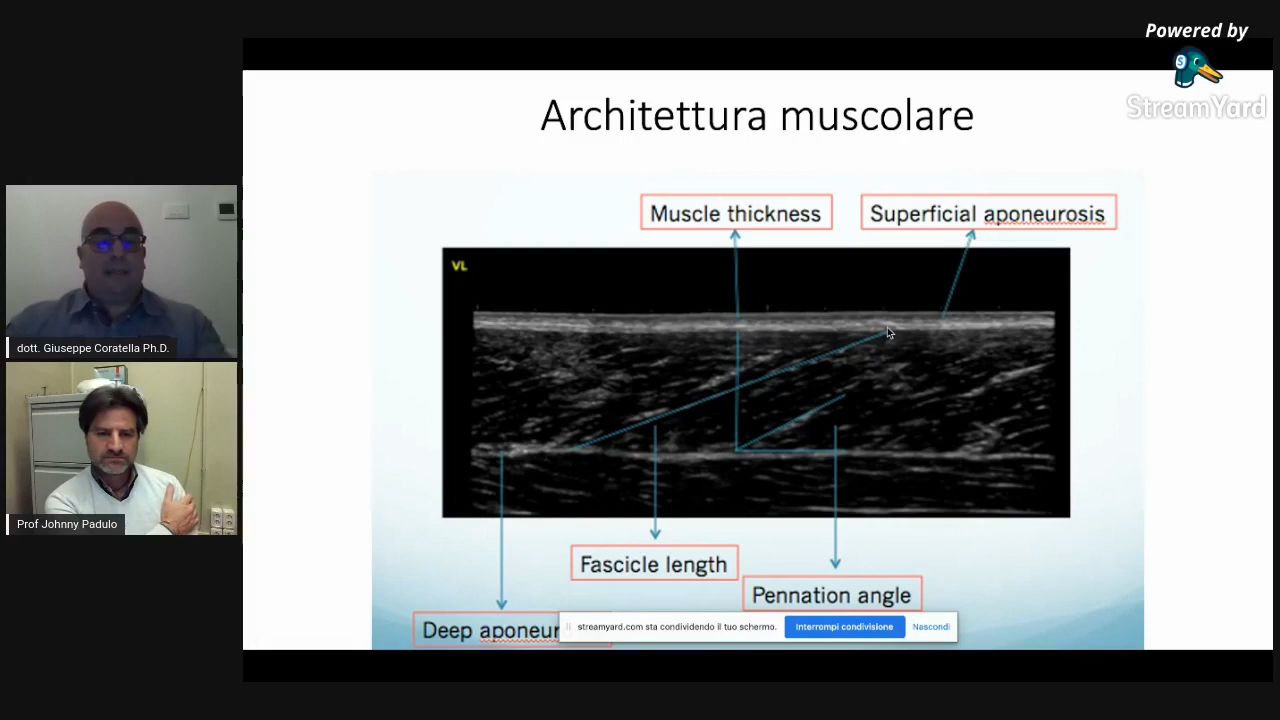 Powered by
StreamYard
Architettura muscolare
Muscle thickness
Superficial aponeurosis
VL
dott. Giuseppe Coratella Ph.D.
Prof Johnny Padulo
Fascicle length
Pennation angle
Deep
streamyard.com sta condividendo il tuo schermo.
Interrompi condivisione
Nascondi